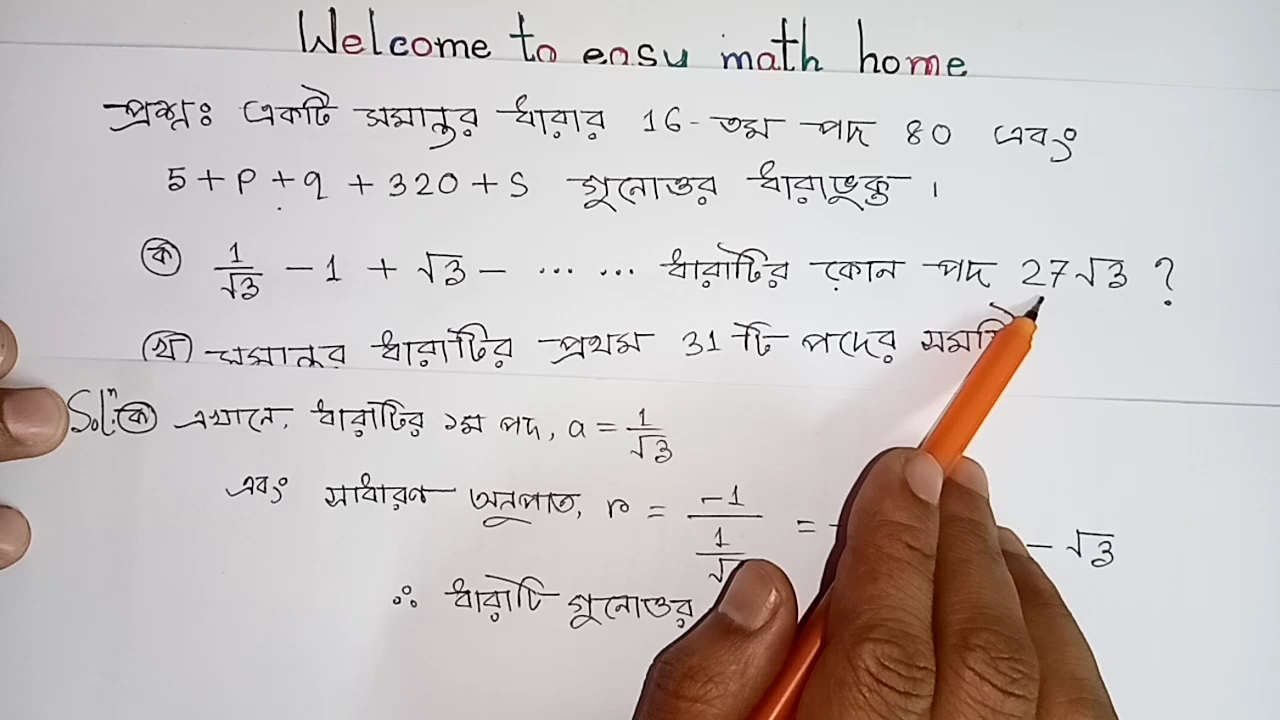 Welcome to easy math home
প্রশ্নঃ একটি সমান্তর ধারার 16-তম পদ 80 এবং
5 + p + q + 320 + S গুনোত্তর ধারাভুক্ত ।
(ক) 1/√3 - 1 + √3 - ... ... ধারাটির কোন পদ 27√3 ?
(খ) সমান্তর ধারাটির প্রথম 31 টি পদের
Solⁿ: (ক) এখানে, ধারাটির ১ম পদ, a = 1/√3
এবং সাধারণ অনুপাত, r = -1/(1/√3) = - √3
∴ ধারাটি গুনোত্তর